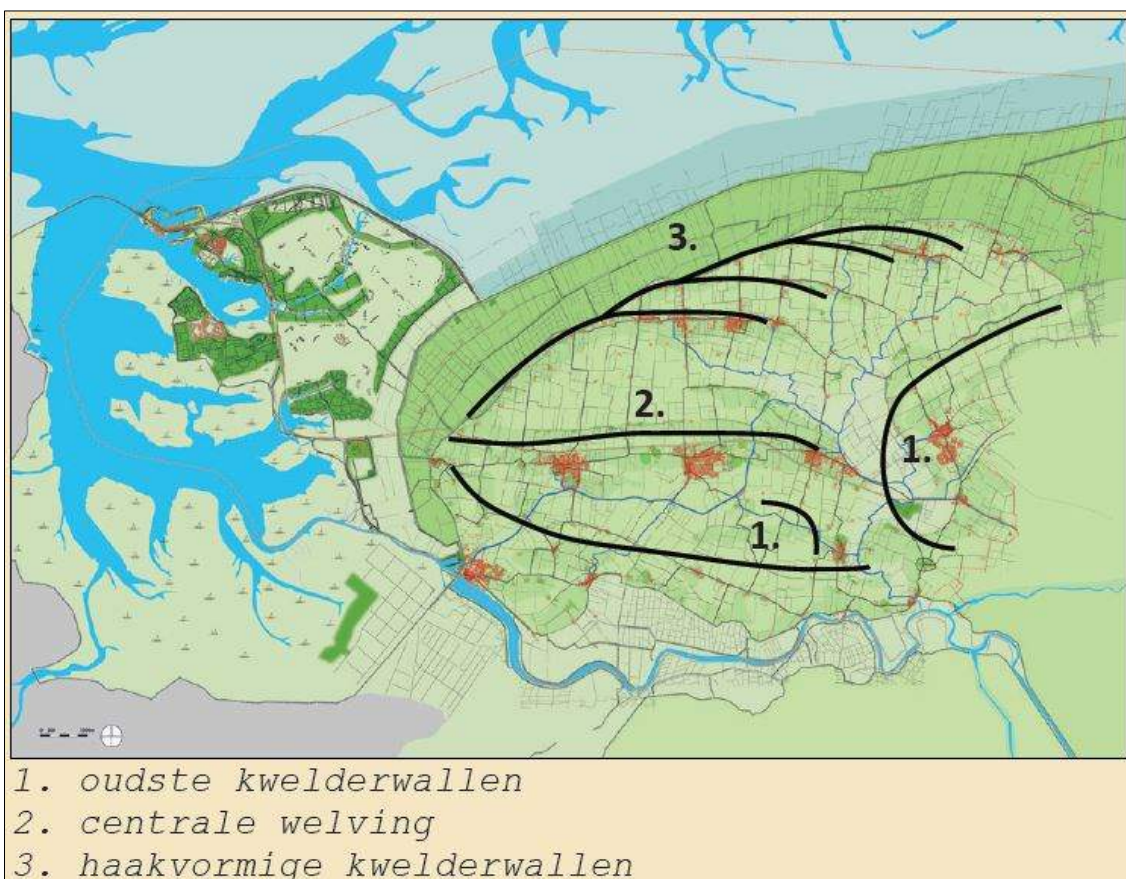 3.
2.
1.
1.
1. oudste kwelderwallen
2. centrale welving
3. haakvormige kwelderwallen